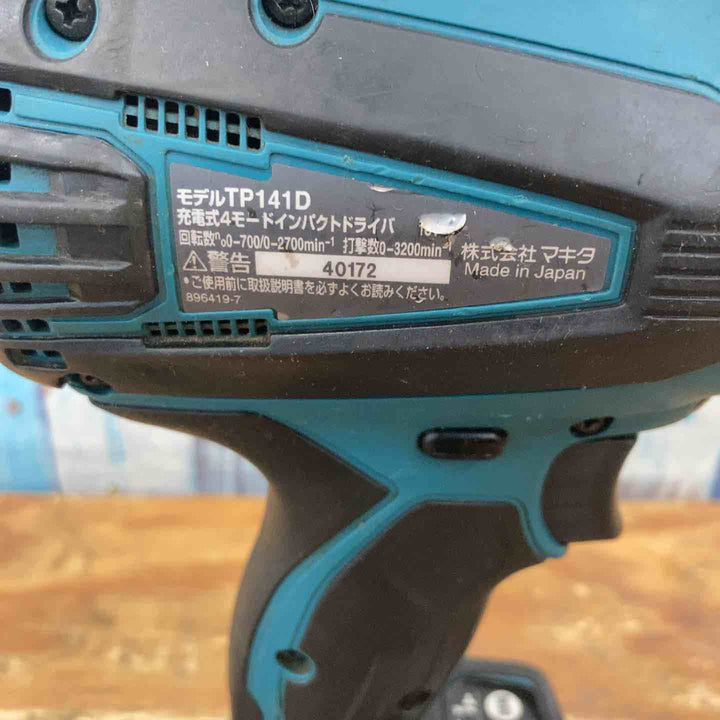 モデルTP141D
充電式4モードインパクトドライバ
回転数n₀0-700/0-2700min⁻¹ 打撃数0-3200min⁻¹
株式会社 マキタ
Made in Japan
⚠警告 40172
•ご使用前に取扱説明書を必ずよくお読みください。
896419-7